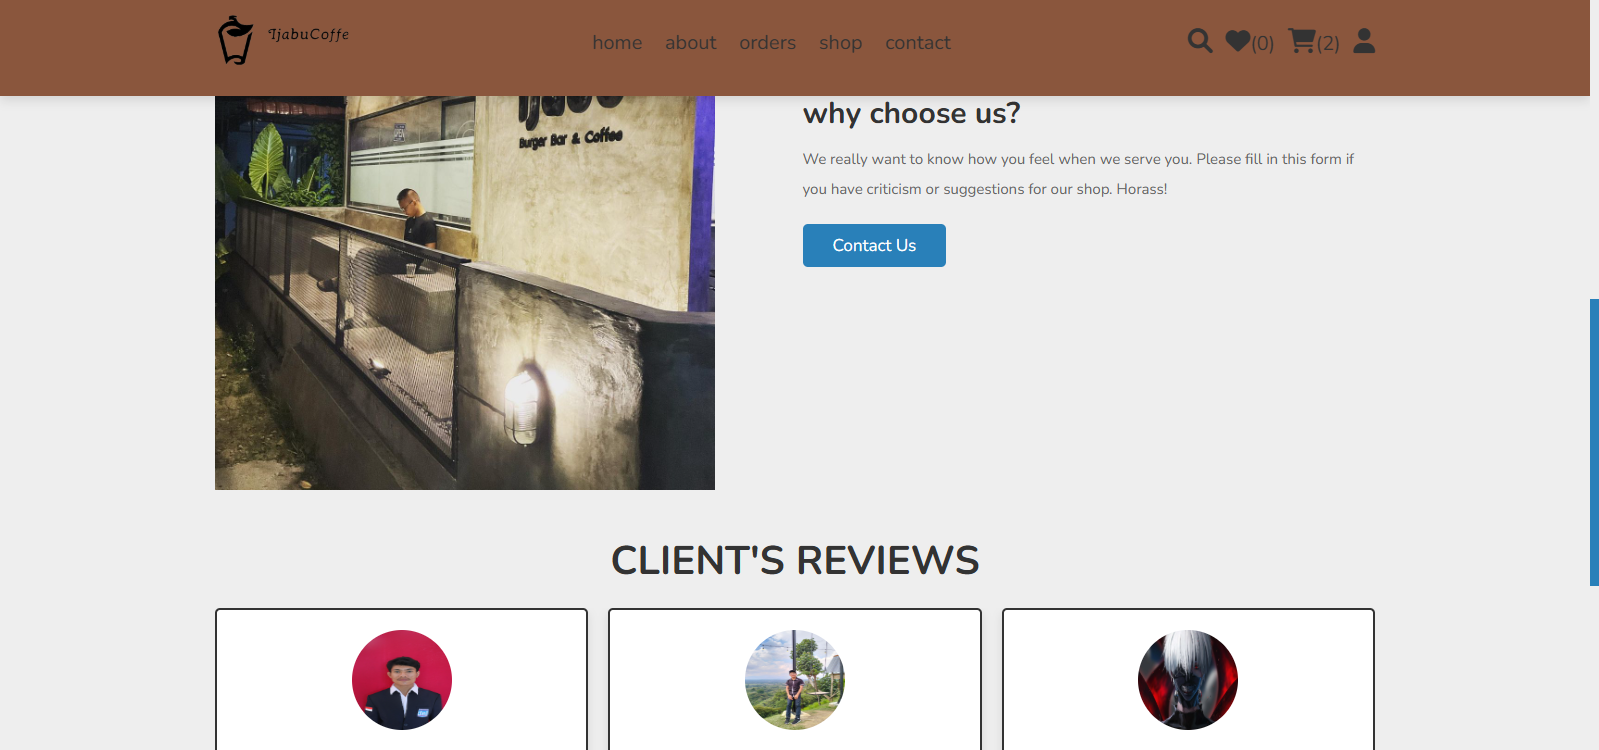 IjabuCoffe
home about orders shop contact
(0) (2)
Ijabu
Burger Bar & Coffee
why choose us?
We really want to know how you feel when we serve you. Please fill in this form if
you have criticism or suggestions for our shop. Horass!
Contact Us
CLIENT'S REVIEWS